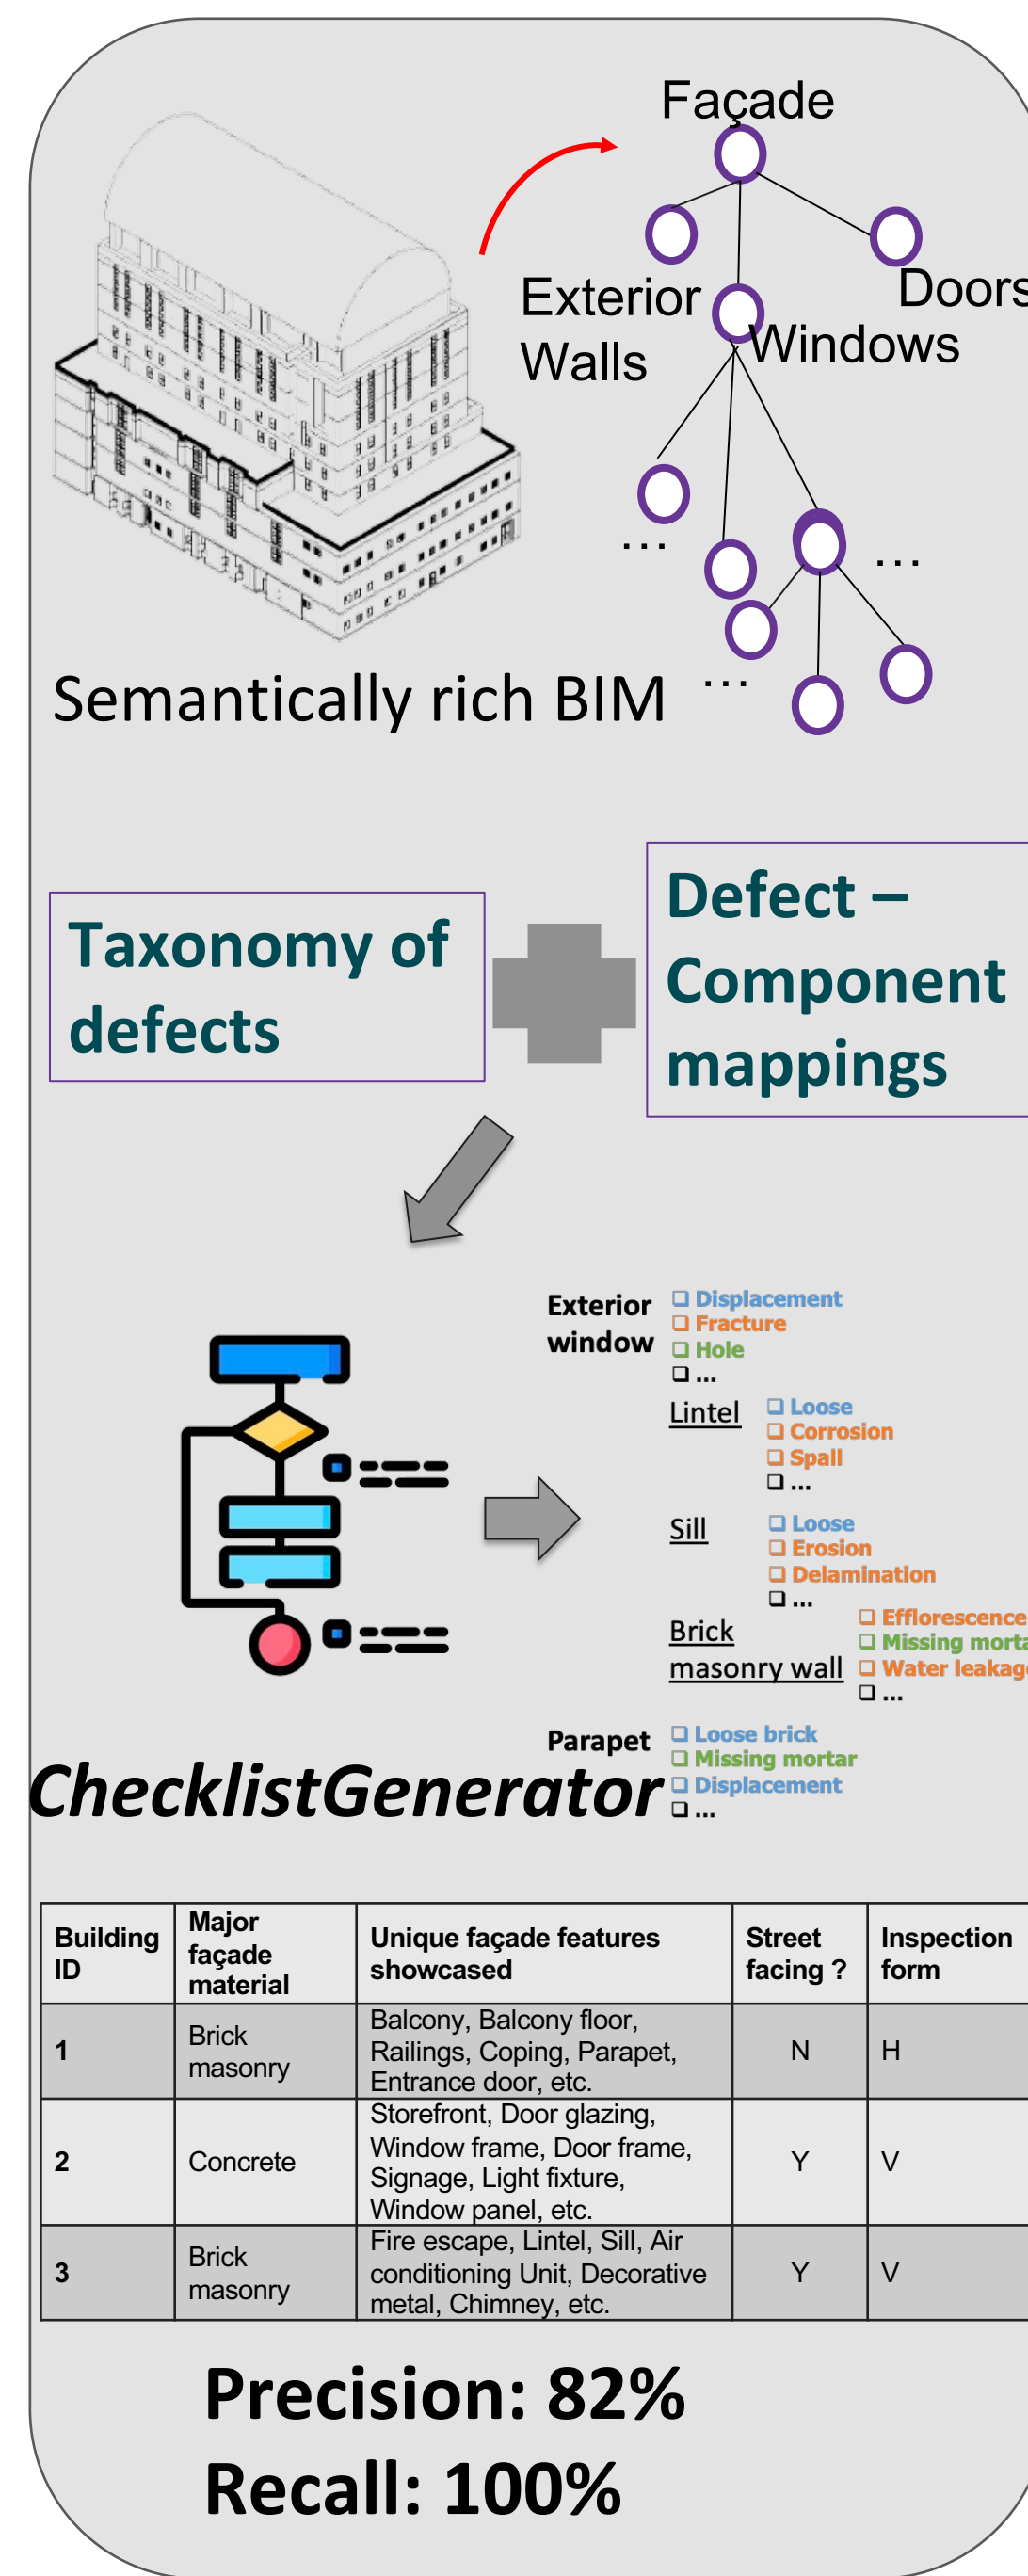 Façade
Exterior
Walls
Windows
Doors
...
...
...
Semantically rich BIM
Taxonomy of
defects
Defect –
Component
mappings
Exterior
window
Displacement
Fracture
Hole
...
Lintel
Loose
Corrosion
Spall
...
Sill
Loose
Erosion
Delamination
...
Brick
masonry wall
Efflorescence
Missing
Water
...
Parapet
Loose brick
Missing mortar
Displacement
...
ChecklistGenerator
Building
ID
Major
façade
material
Unique façade features
showcased
Street
facing ?
Inspection
form
1
Brick
masonry
Balcony, Balcony floor,
Railings, Coping, Parapet,
Entrance door, etc.
N
H
2
Concrete
Storefront, Door glazing,
Window frame, Door frame,
Signage, Light fixture,
Window panel, etc.
Y
V
3
Brick
masonry
Fire escape, Lintel, Sill, Air
conditioning Unit, Decorative
metal, Chimney, etc.
Y
V
Precision: 82%
Recall: 100%